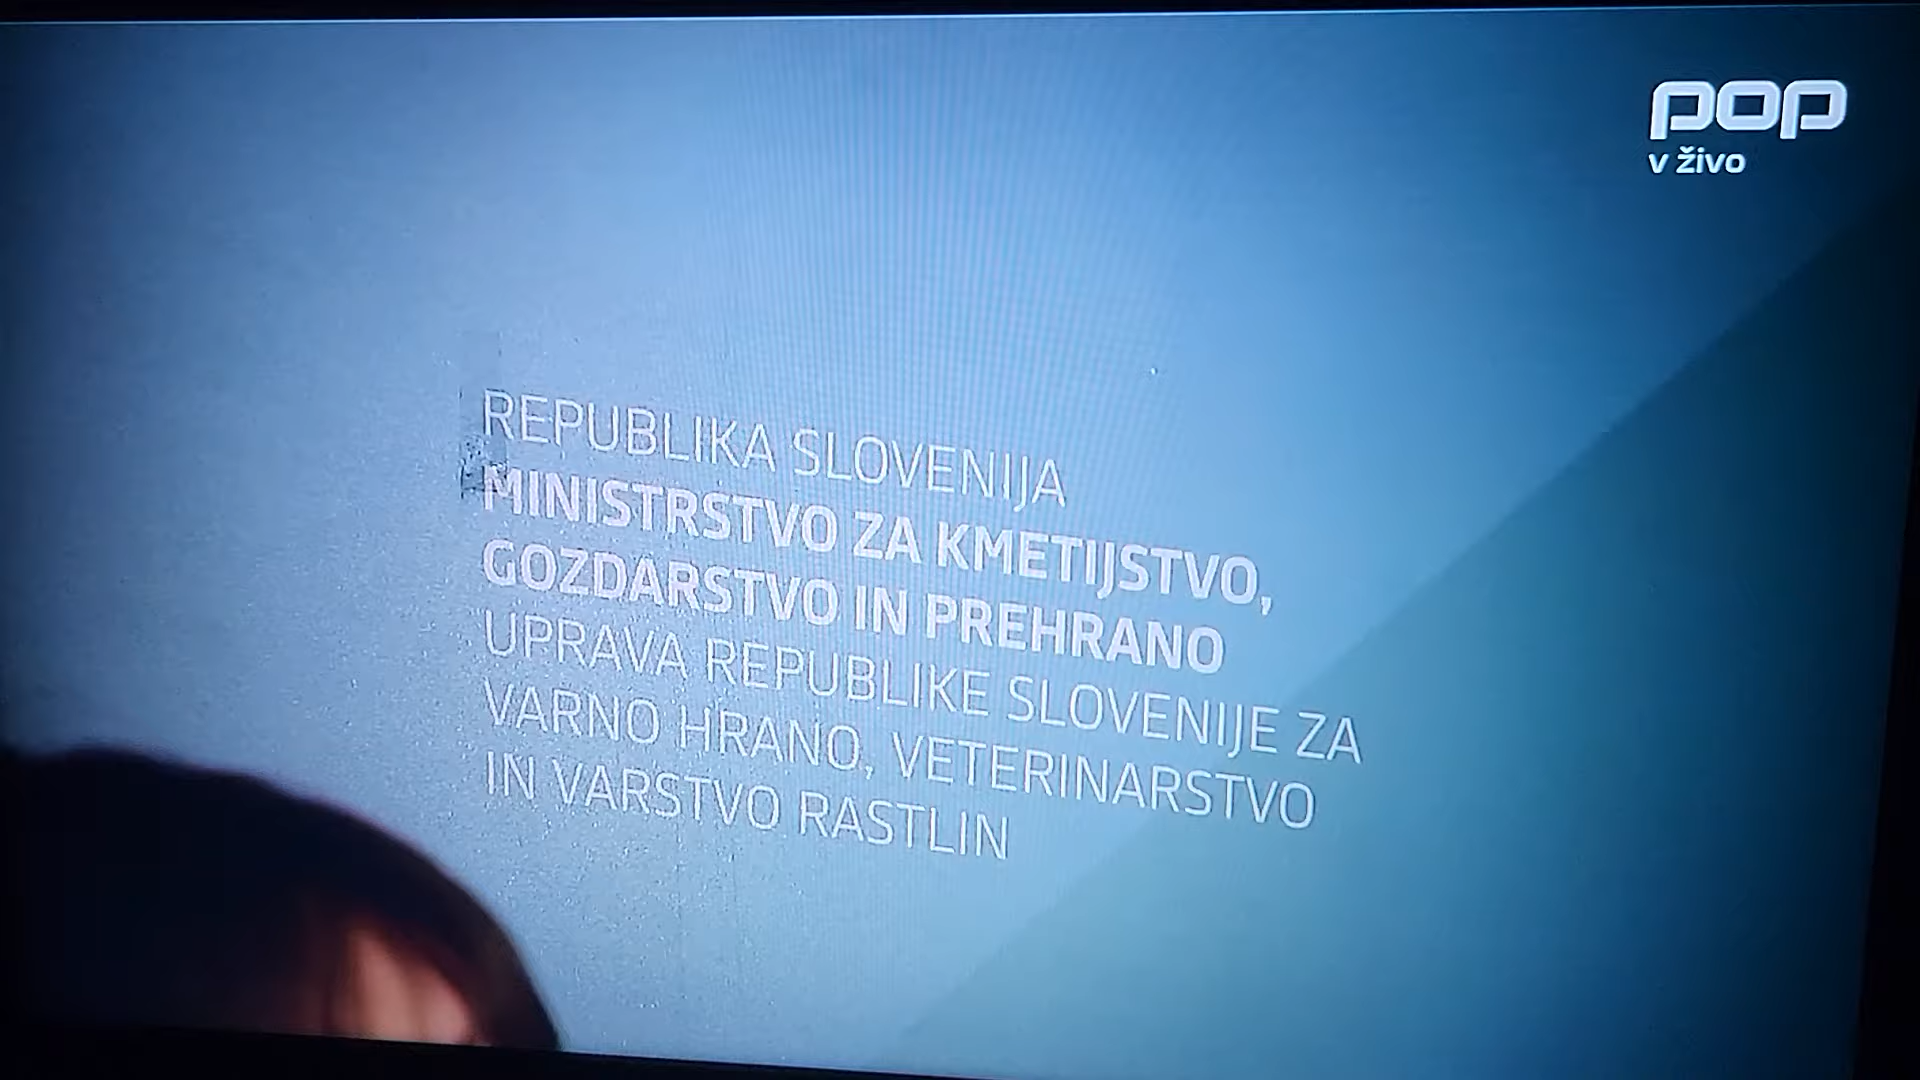 pop
v živo
REPUBLIKA SLOVENIJA
MINISTRSTVO ZA KMETIJSTVO,
GOZDARSTVO IN PREHRANO
UPRAVA REPUBLIKE SLOVENIJE ZA
VARNO HRANO, VETERINARSTVO
IN VARSTVO RASTLIN